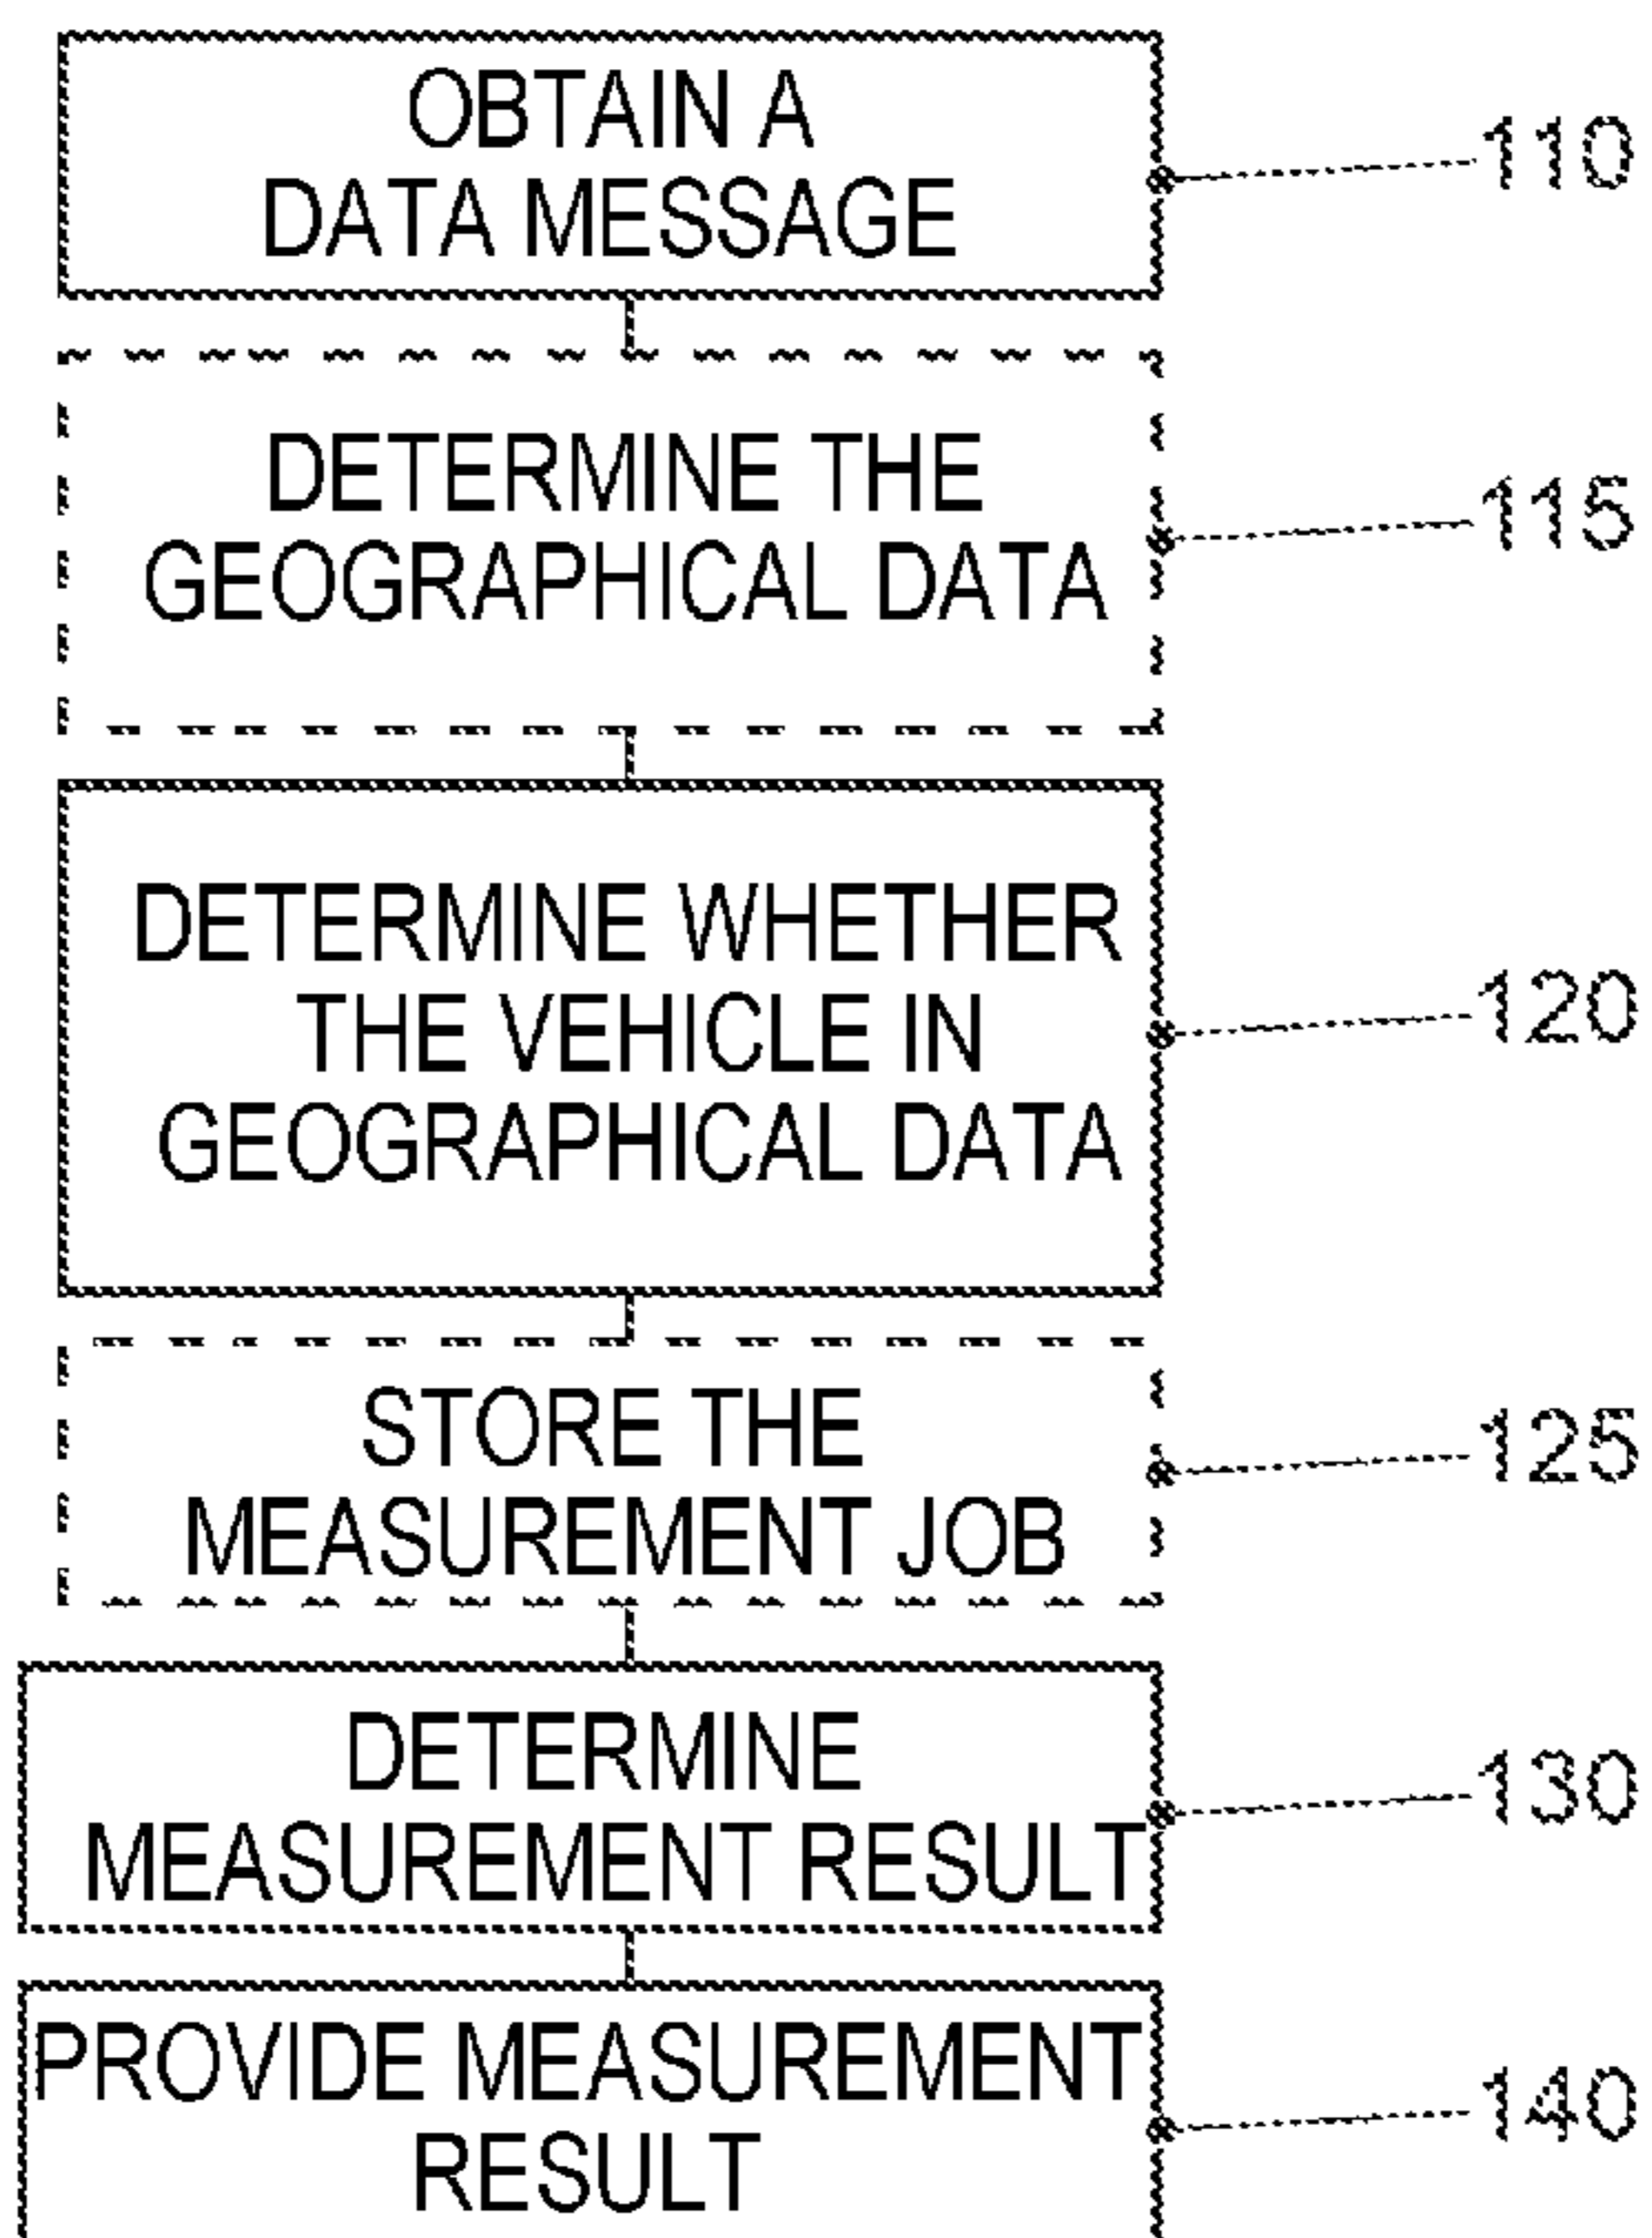 OBTAIN A
DATA MESSAGE
110
DETERMINE THE
GEOGRAPHICAL DATA
115
DETERMINE WHETHER
THE VEHICLE IN
GEOGRAPHICAL DATA
120
STORE THE
MEASUREMENT JOB
125
DETERMINE
MEASUREMENT RESULT
130
PROVIDE MEASUREMENT
RESULT
140